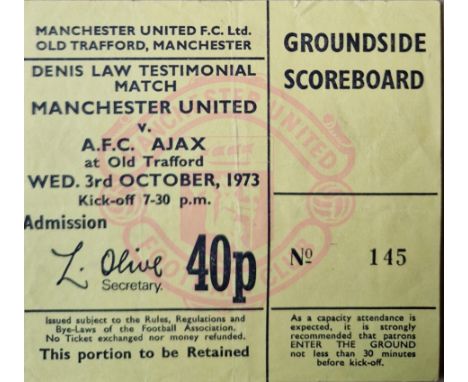 MANCHESTER UNITED F.C. Ltd.
OLD TRAFFORD, MANCHESTER
DENIS LAW TESTIMONIAL
MATCH
MANCHESTER UNITED
v.
A.F.C. AJAX
at Old Trafford
WED. 3rd OCTOBER, 1973
Kick-off 7-30 p.m.
Admission
L. Olive
Secretary.
40p
Issued subject to the Rules, Regulations and
Bye-Laws of the Football Association.
No Ticket exchanged nor money refunded.
This portion to be Retained
GROUNDSIDE
SCOREBOARD
MANCHESTER UNITED
FOOTBALL CLUB
No 145
As a capacity attendance is
expected, it is strongly
recommended that patrons
ENTER THE GROUND
not less than 30 minutes
before kick-off.